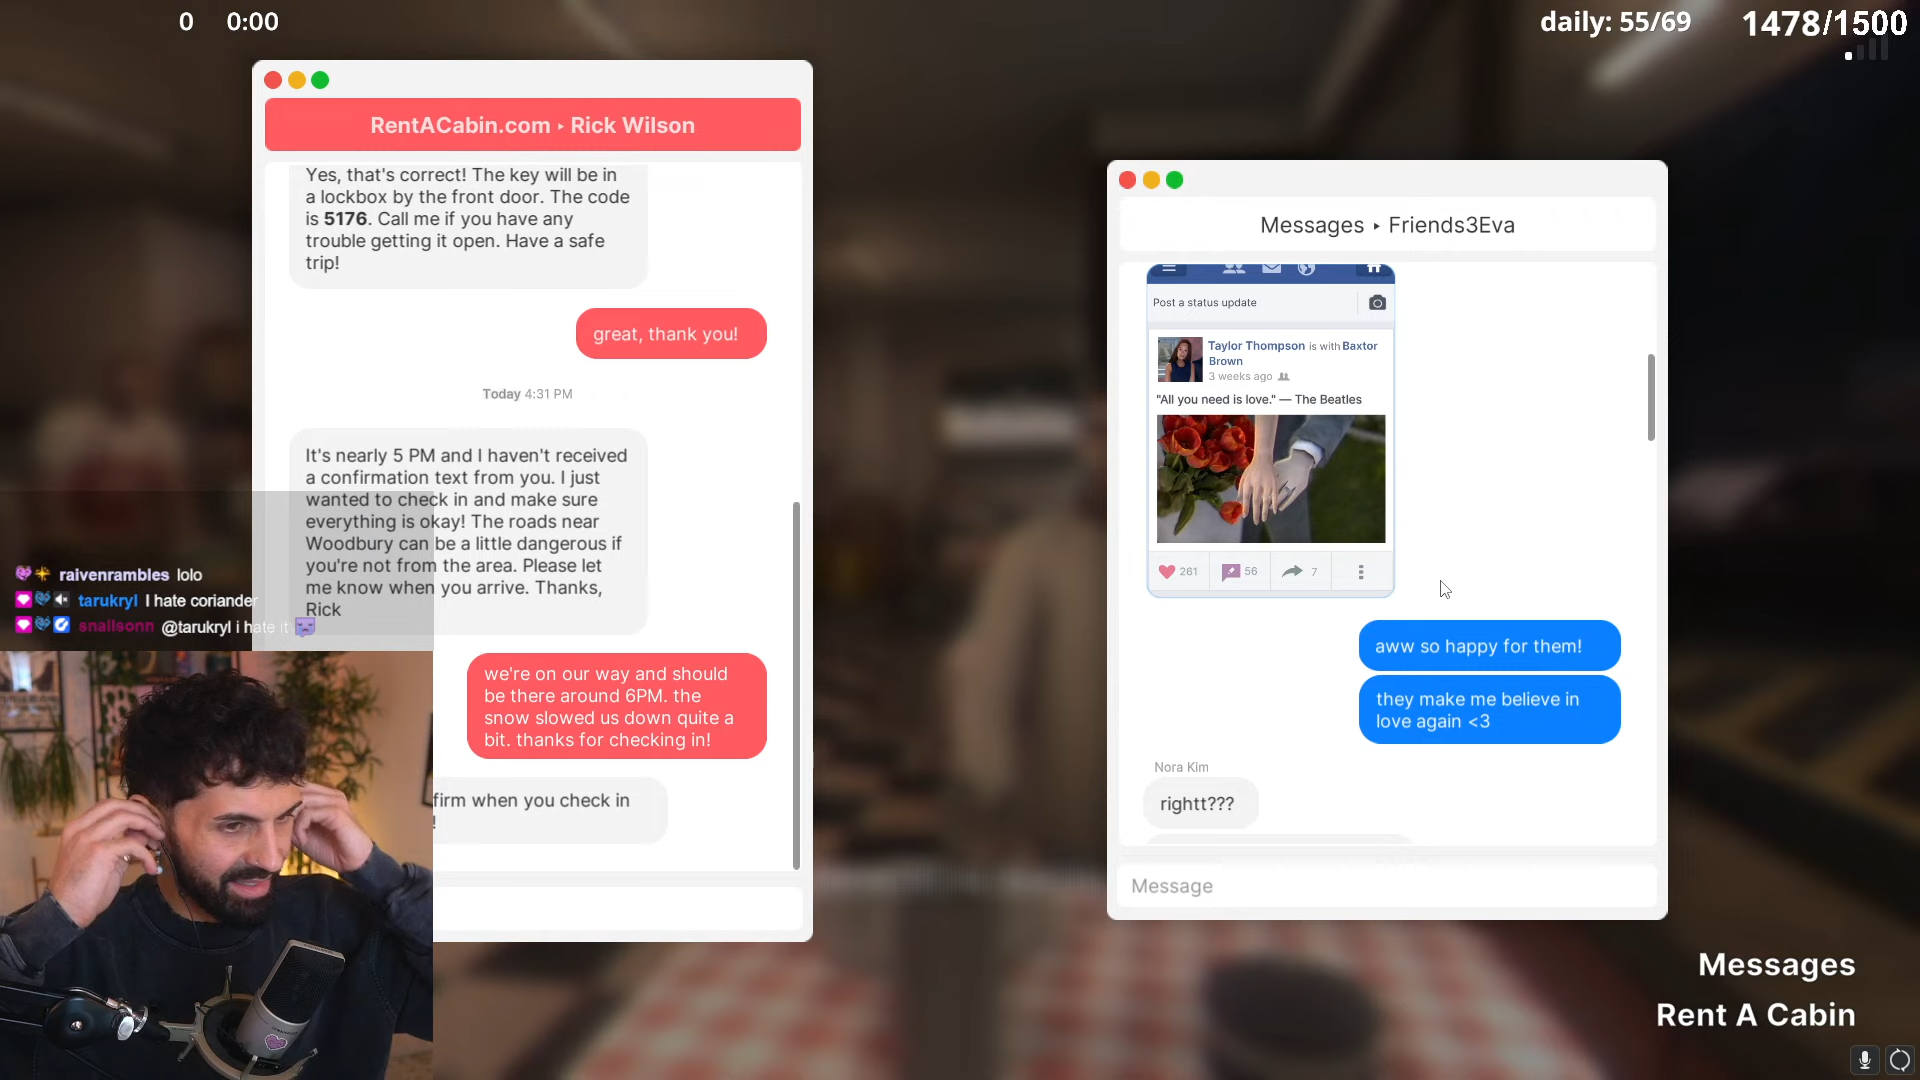 0 0:00
daily: 55/69 1478/1500
RentACabin.com ‣ Rick Wilson
Yes, that's correct! The key will be in
a lockbox by the front door. The code
is 5176. Call me if you have any
trouble getting it open. Have a safe
trip!
great, thank you!
Today 4:31 PM
It's nearly 5 PM and I haven't received
a confirmation text from you. I just
wanted to check in and make sure
everything is okay! The roads near
Woodbury can be a little dangerous if
you're not from the area. Please let
me know when you arrive. Thanks,
Rick
we're on our way and should
be there around 6PM. the
snow slowed us down quite a
bit. thanks for checking in!
firm when you check in
!
raivenrambles lolo
tarukryl I hate coriander
snailsonn @tarukryl i hate it
Messages ‣ Friends3Eva
Post a status update
Taylor Thompson is with Baxtor
Brown
3 weeks ago
"All you need is love." — The Beatles
261 56 7
aww so happy for them!
they make me believe in
love again <3
Nora Kim
rightt???
Message
Messages
Rent A Cabin